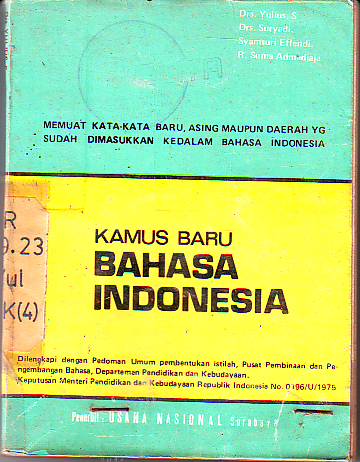 Drs. Yulius. S
Drs. Suryadi.
Syamsuri Effendi.
R. Suma Admadjaja
MEMUAT KATA-KATA BARU, ASING MAUPUN DAERAH YG
SUDAH DIMASUKKAN KEDALAM BAHASA INDONESIA
R
9.23
Yul
K(4)
KAMUS BARU
BAHASA
INDONESIA
Dilengkapi dengan Pedoman Umum pembentukan istilah, Pusat Pembinaan dan Pe-
ngembangan Bahasa, Departemen Pendidikan dan Kebudayaan.
Keputusan Menteri Pendidikan dan Kebudayaan Republik Indonesia No. 0196/U/1975
Penerbit: USAHA NASIONAL Surabaya